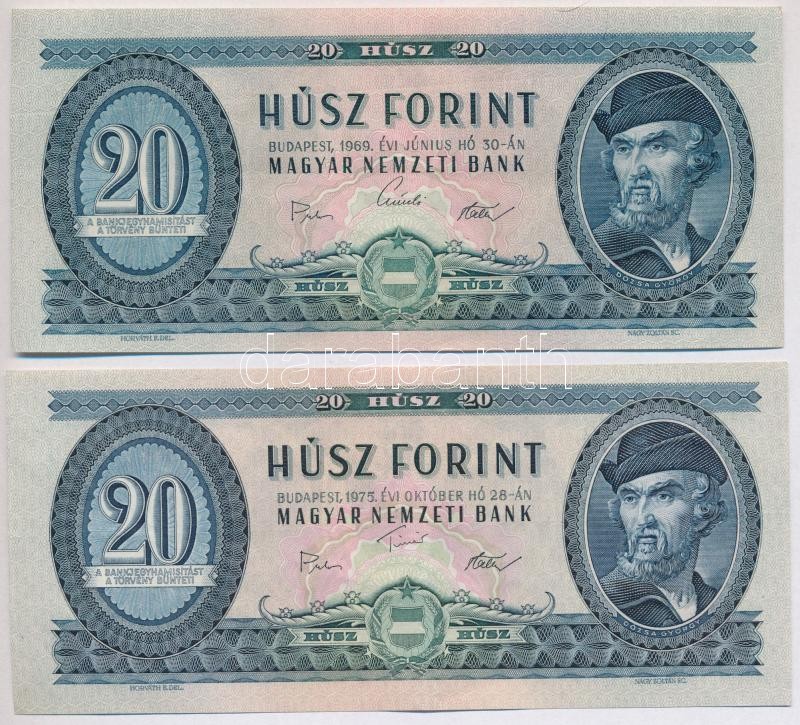 20 HÚSZ 20
HÚSZ FORINT
BUDAPEST, 1969. ÉVI JÚNIUS HÓ 30-ÁN
MAGYAR NEMZETI BANK
20
A BANKJEGYHAMISÍTÁST
A TÖRVÉNY BÜNTETI
HÚSZ HÚSZ
DÓZSA GYÖRGY
HORVÁTH E. DEL. NAGY ZOLTÁN SC.
darabanth
20 HÚSZ 20
HÚSZ FORINT
BUDAPEST, 1975. ÉVI OKTÓBER HÓ 28-ÁN
MAGYAR NEMZETI BANK
20
A BANKJEGYHAMISÍTÁST
A TÖRVÉNY BÜNTETI
HÚSZ HÚSZ
DÓZSA GYÖRGY
HORVÁTH E. DEL. NAGY ZOLTÁN SC.